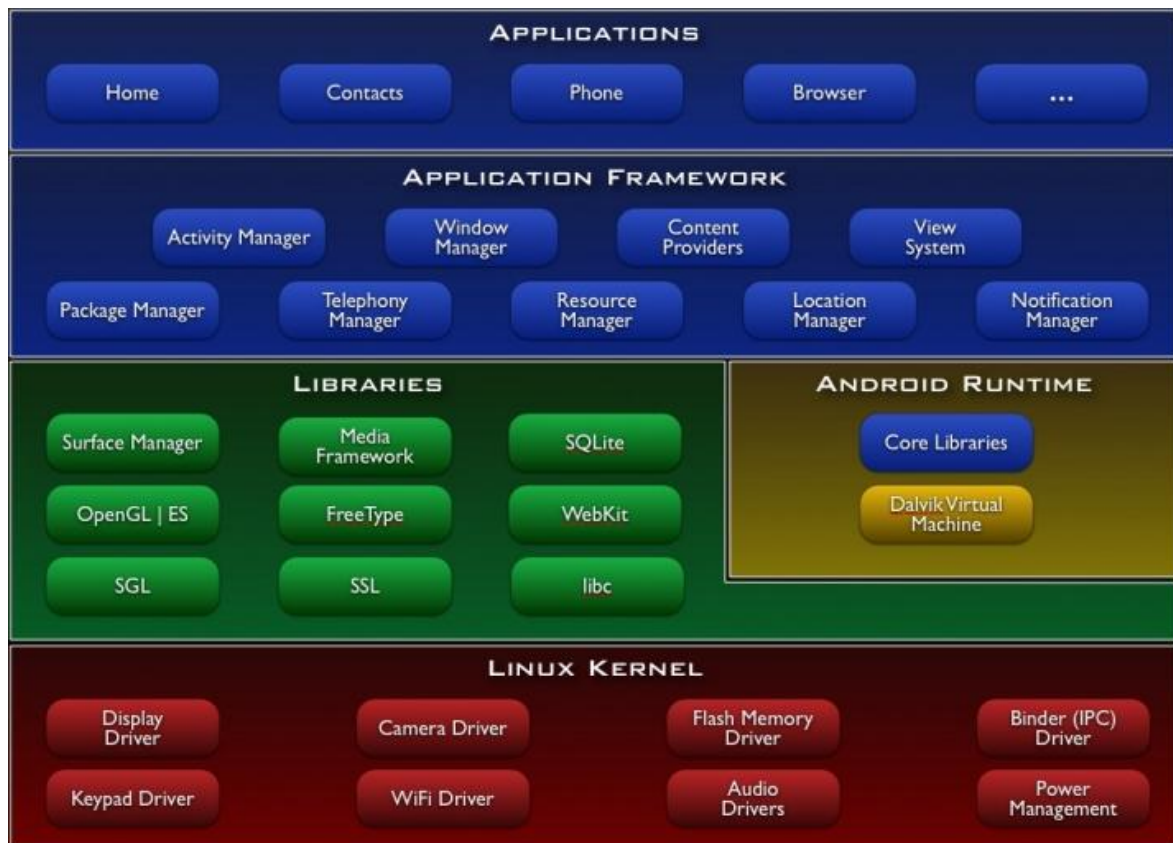 APPLICATIONS
Home
Contacts
Phone
Browser
...
APPLICATION FRAMEWORK
Activity Manager
Window
Manager
Content
Providers
View
System
Package Manager
Telephony
Manager
Resource
Manager
Location
Manager
Notification
Manager
LIBRARIES
Surface Manager
Media
Framework
SQLite
OpenGL | ES
FreeType
WebKit
SGL
SSL
libc
ANDROID RUNTIME
Core Libraries
Dalvik Virtual
Machine
LINUX KERNEL
Display
Driver
Camera Driver
Flash Memory
Driver
Binder (IPC)
Driver
Keypad Driver
WiFi Driver
Audio
Drivers
Power
Management